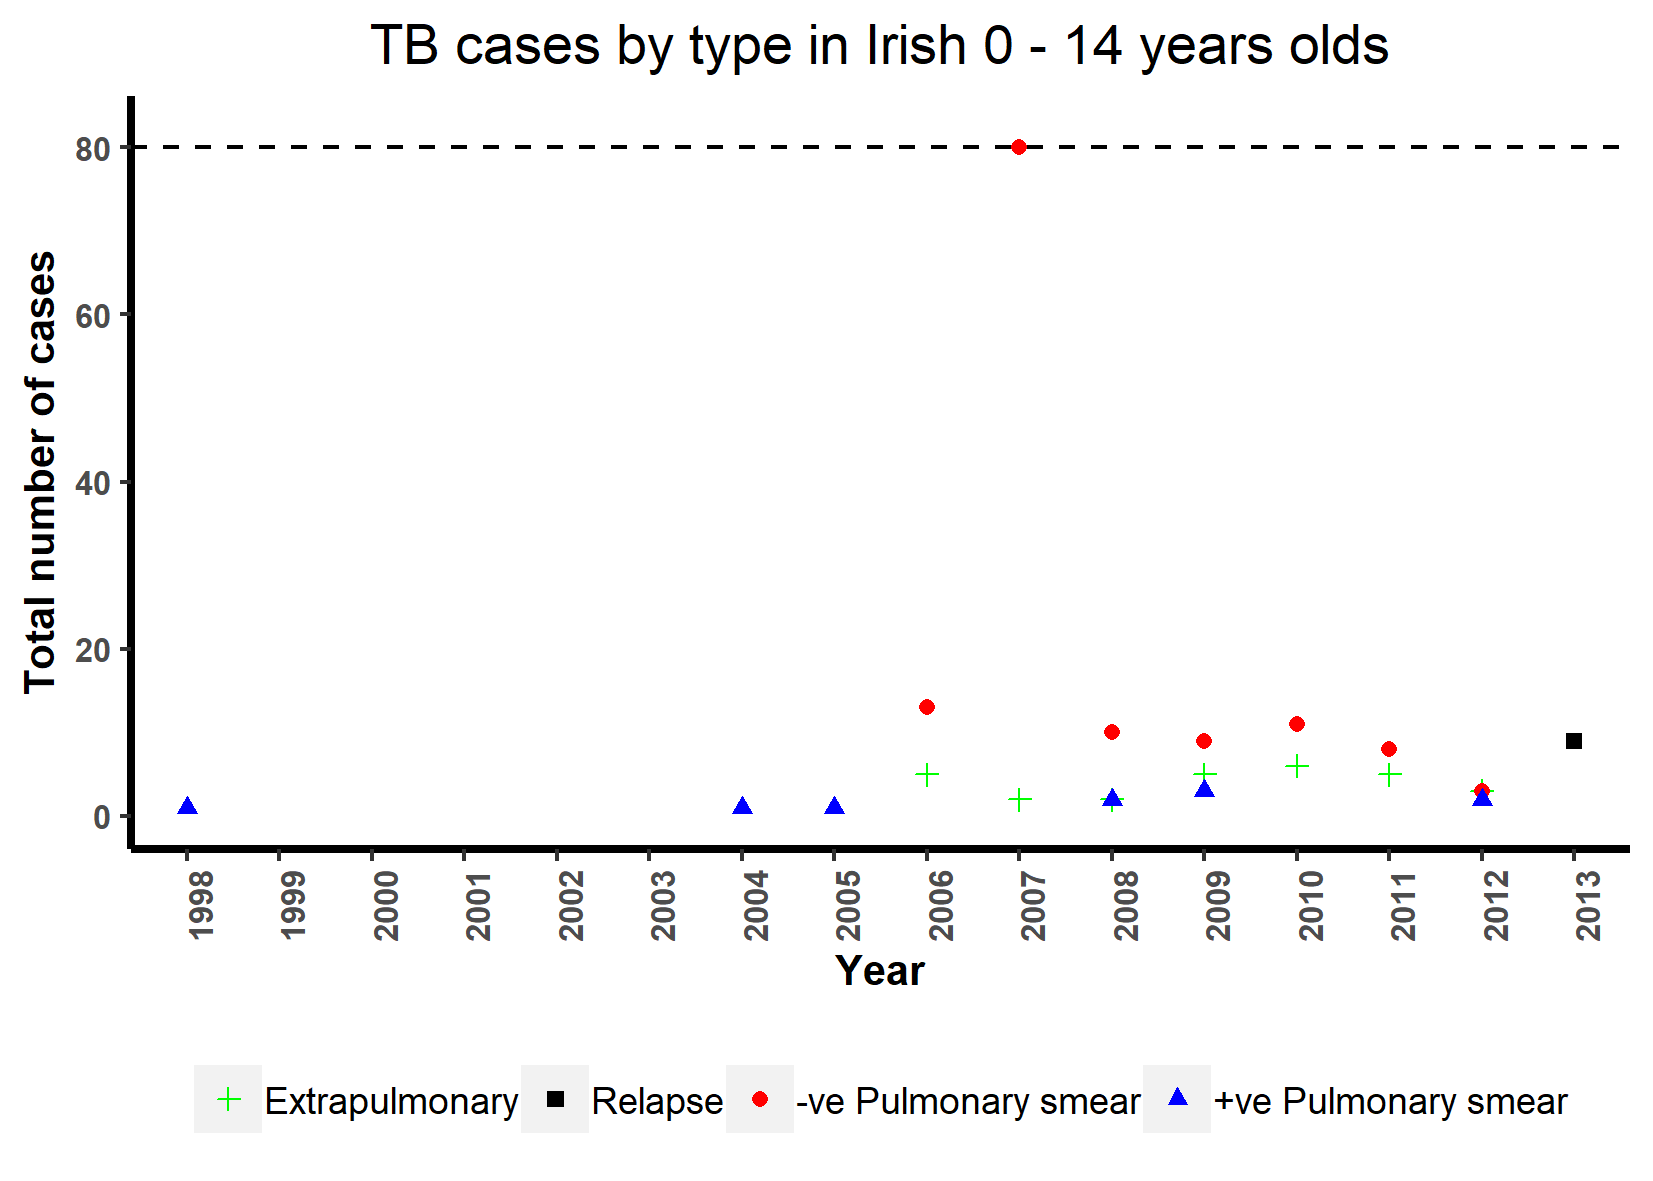 TB cases by type in Irish 0 - 14 years olds
Total number of cases
80
60
40
20
0
1998 1999 2000 2001 2002 2003 2004 2005 2006 2007 2008 2009 2010 2011 2012 2013
Year
Extrapulmonary Relapse -ve Pulmonary smear +ve Pulmonary smear